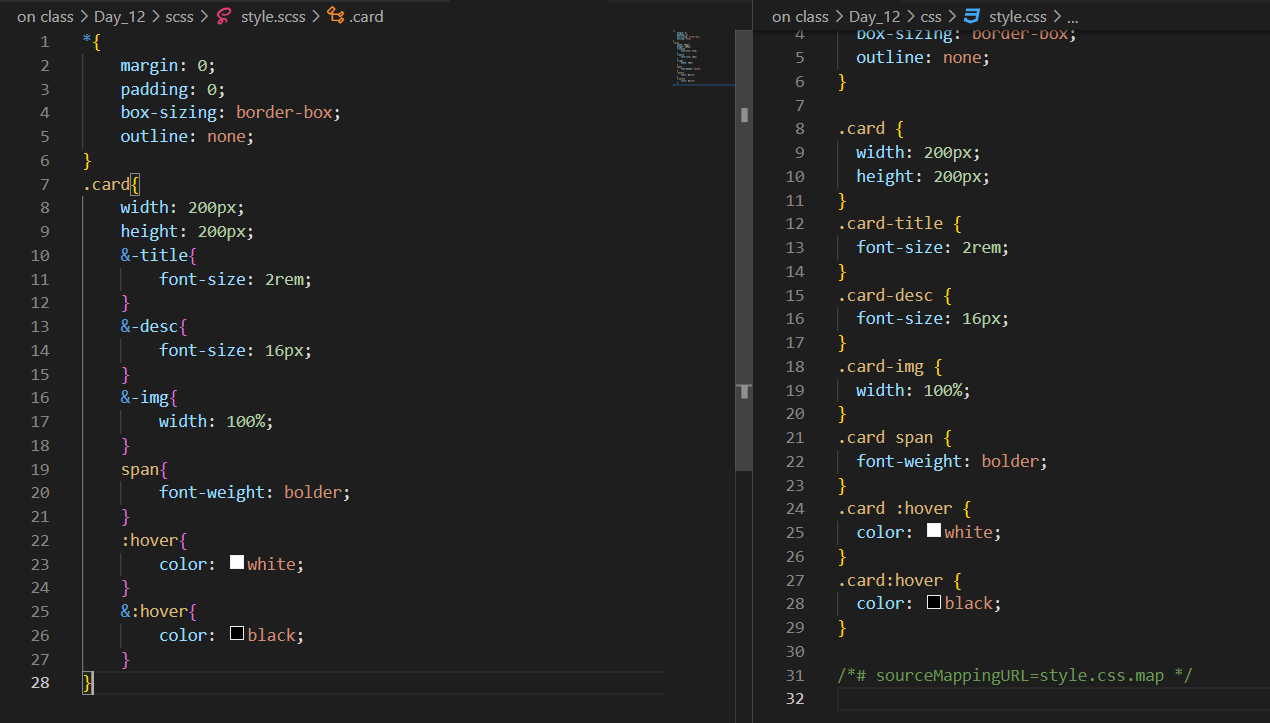 on class > Day_12 > scss > style.scss > .card
1 *{
2 margin: 0;
3 padding: 0;
4 box-sizing: border-box;
5 outline: none;
6 }
7 .card{
8 width: 200px;
9 height: 200px;
10 &-title{
11 font-size: 2rem;
12 }
13 &-desc{
14 font-size: 16px;
15 }
16 &-img{
17 width: 100%;
18 }
19 span{
20 font-weight: bolder;
21 }
22 :hover{
23 color: white;
24 }
25 &:hover{
26 color: black;
27 }
28 }
on class > Day_12 > css > style.css > ...
4 box-sizing: border-box;
5 outline: none;
6 }
7
8 .card {
9 width: 200px;
10 height: 200px;
11 }
12 .card-title {
13 font-size: 2rem;
14 }
15 .card-desc {
16 font-size: 16px;
17 }
18 .card-img {
19 width: 100%;
20 }
21 .card span {
22 font-weight: bolder;
23 }
24 .card :hover {
25 color: white;
26 }
27 .card:hover {
28 color: black;
29 }
30
31 /*# sourceMappingURL=style.css.map */
32